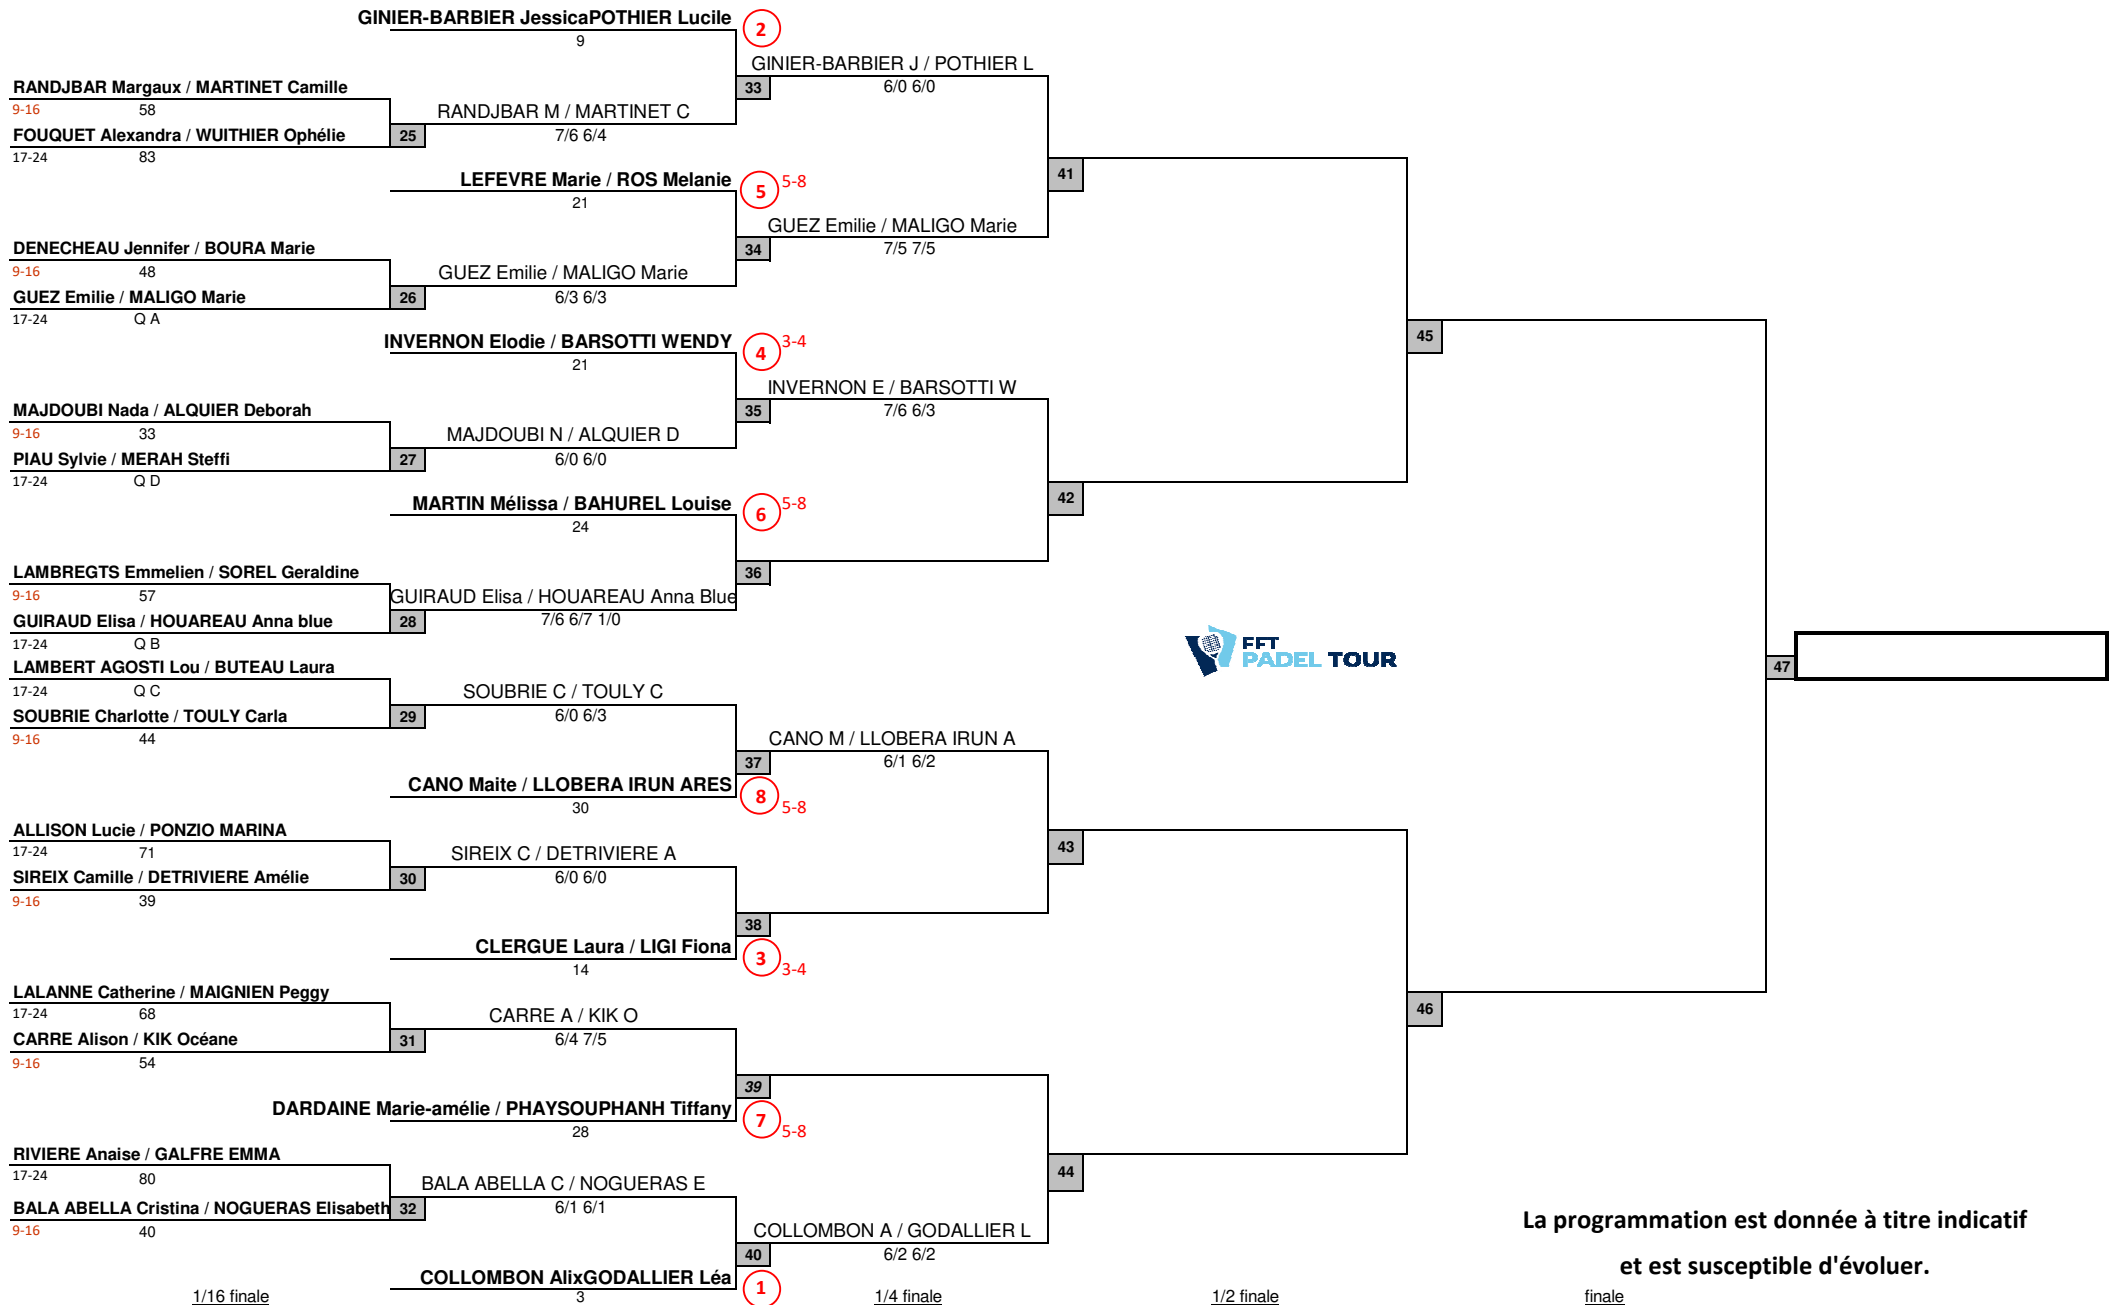 GINIER-BARBIER JessicaPOTHIER Lucile
2
9
GINIER-BARBIER J / POTHIER L
RANDJBAR Margaux / MARTINET Camille
33
6/0 6/0
9-16
58
RANDJBAR M / MARTINET C
FOUQUET Alexandra / WUITHIER Ophélie
25
7/6 6/4
17-24
83
LEFEVRE Marie / ROS Melanie
5
5-8
41
21
GUEZ Emilie / MALIGO Marie
DENECHEAU Jennifer / BOURA Marie
34
7/5 7/5
9-16
48
GUEZ Emilie / MALIGO Marie
GUEZ Emilie / MALIGO Marie
26
6/3 6/3
17-24
Q A
INVERNON Elodie / BARSOTTI WENDY
4
3-4
45
21
INVERNON E / BARSOTTI W
MAJDOUBI Nada / ALQUIER Deborah
35
7/6 6/3
9-16
33
MAJDOUBI N / ALQUIER D
PIAU Sylvie / MERAH Steffi
27
6/0 6/0
17-24
Q D
MARTIN Mélissa / BAHUREL Louise
6
5-8
42
24
LAMBREGTS Emmelien / SOREL Geraldine
36
9-16
57
GUIRAUD Elisa / HOUAREAU Anna Blue
GUIRAUD Elisa / HOUAREAU Anna blue
28
7/6 6/7 1/0
17-24
Q B
FFT
PADEL TOUR
LAMBERT AGOSTI Lou / BUTEAU Laura
47
17-24
Q C
SOUBRIE C / TOULY C
SOUBRIE Charlotte / TOULY Carla
29
6/0 6/3
9-16
44
CANO M / LLOBERA IRUN A
37
6/1 6/2
CANO Maite / LLOBERA IRUN ARES
8
5-8
30
ALLISON Lucie / PONZIO MARINA
43
17-24
71
SIREIX C / DETRIVIERE A
SIREIX Camille / DETRIVIERE Amélie
30
6/0 6/0
9-16
39
38
CLERGUE Laura / LIGI Fiona
3
3-4
14
LALANNE Catherine / MAIGNIEN Peggy
46
17-24
68
CARRE A / KIK O
CARRE Alison / KIK Océane
31
6/4 7/5
9-16
54
39
DARDAINE Marie-amélie / PHAYSOUPHANH Tiffany
7
5-8
28
RIVIERE Anaise / GALFRE EMMA
44
17-24
80
BALA ABELLA C / NOGUERAS E
BALA ABELLA Cristina / NOGUERAS Elisabeth
32
6/1 6/1
9-16
40
COLLOMBON A / GODALLIER L
40
6/2 6/2
La programmation est donnée à titre indicatif
et est susceptible d'évoluer.
COLLOMBON AlixGODALLIER Léa
1
3
1/16 finale
1/4 finale
1/2 finale
finale